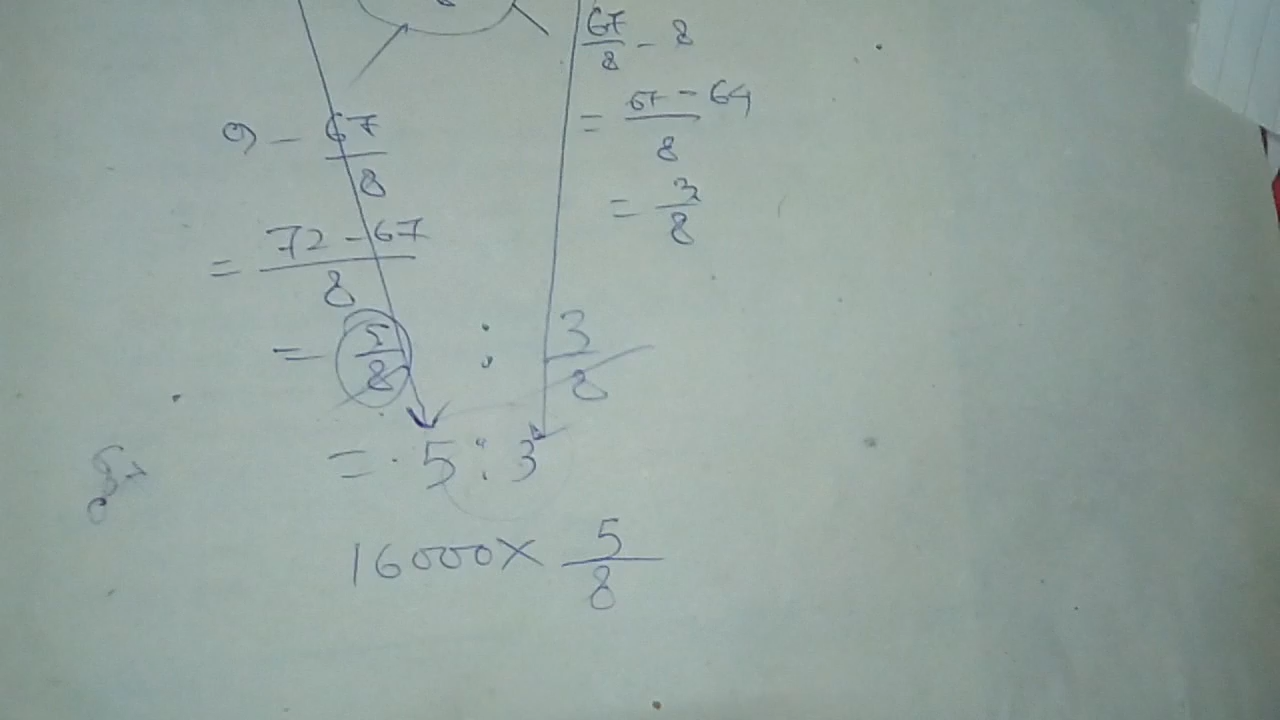 67/8 - 8
= 67 - 64 / 8
= 3/8
9 - 67/8
= 72 - 67 / 8
= 5/8 : 3/8
= 5 : 3
16000 × 5/8